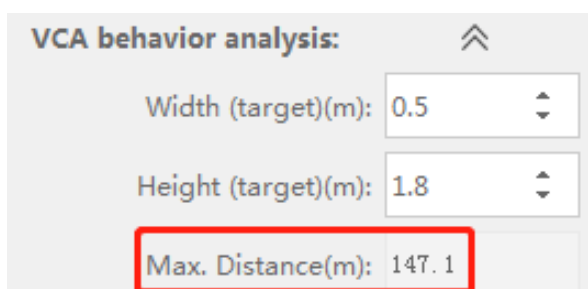 VCA behavior analysis:
Width (target)(m): 0.5
Height (target)(m): 1.8
Max. Distance(m): 147.1